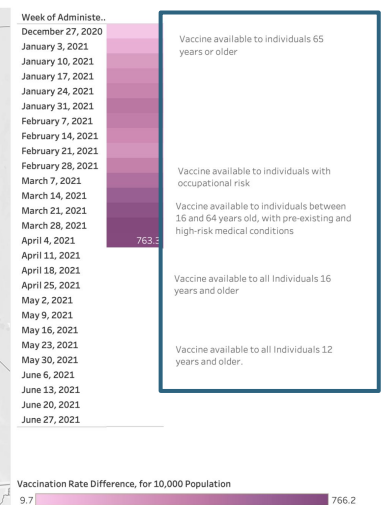 Week of Administe..
December 27, 2020
January 3, 2021
January 10, 2021
January 17, 2021
January 24, 2021
January 31, 2021
February 7, 2021
February 14, 2021
February 21, 2021
February 28, 2021
March 7, 2021
March 14, 2021
March 21, 2021
March 28, 2021
April 4, 2021
763.3
April 11, 2021
April 18, 2021
April 25, 2021
May 2, 2021
May 9, 2021
May 16, 2021
May 23, 2021
May 30, 2021
June 6, 2021
June 13, 2021
June 20, 2021
June 27, 2021
Vaccine available to individuals 65
years or older
Vaccine available to individuals with
occupational risk
Vaccine available to individuals between
16 and 64 years old, with pre-existing and
high-risk medical conditions
Vaccine available to all Individuals 16
years and older
Vaccine available to all Individuals 12
years and older.
Vaccination Rate Difference, for 10,000 Population
9.7
766.2